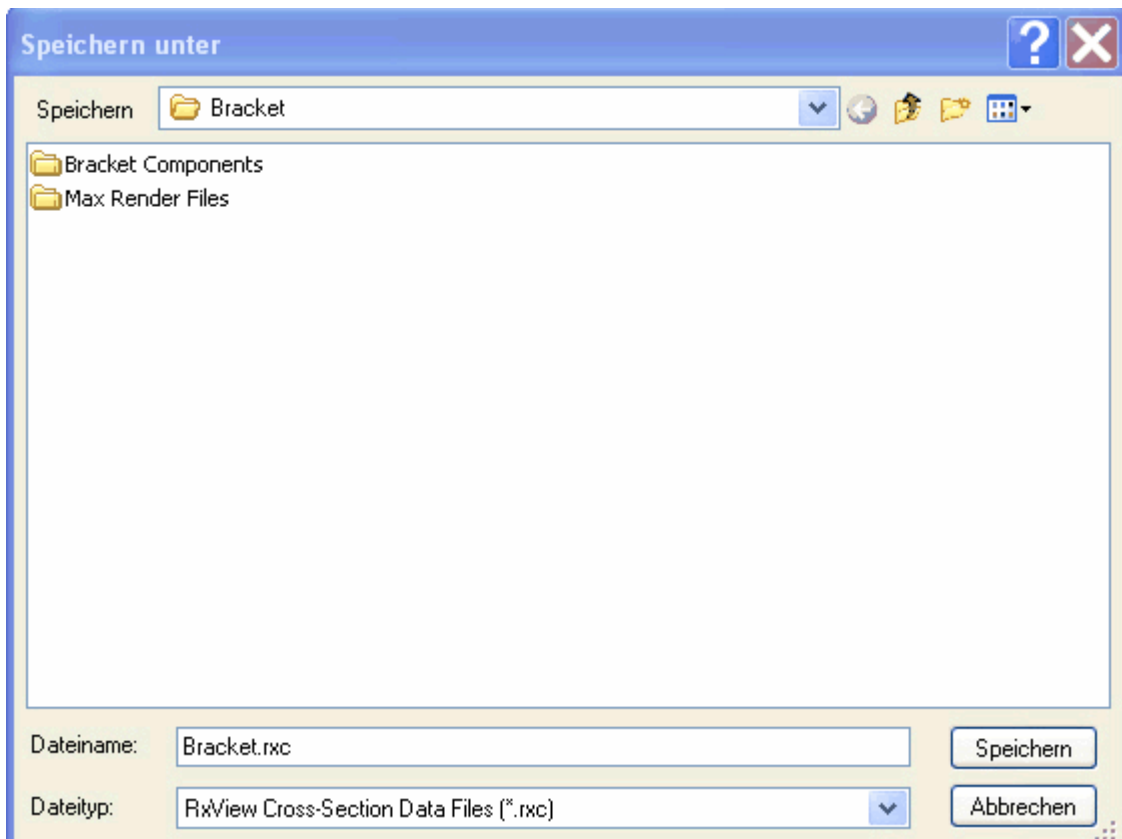 Speichern unter
Speichern Bracket
Bracket Components
Max Render Files
Dateiname: Bracket.rxc Speichern
Dateityp: RxView Cross-Section Data Files (*.rxc) Abbrechen